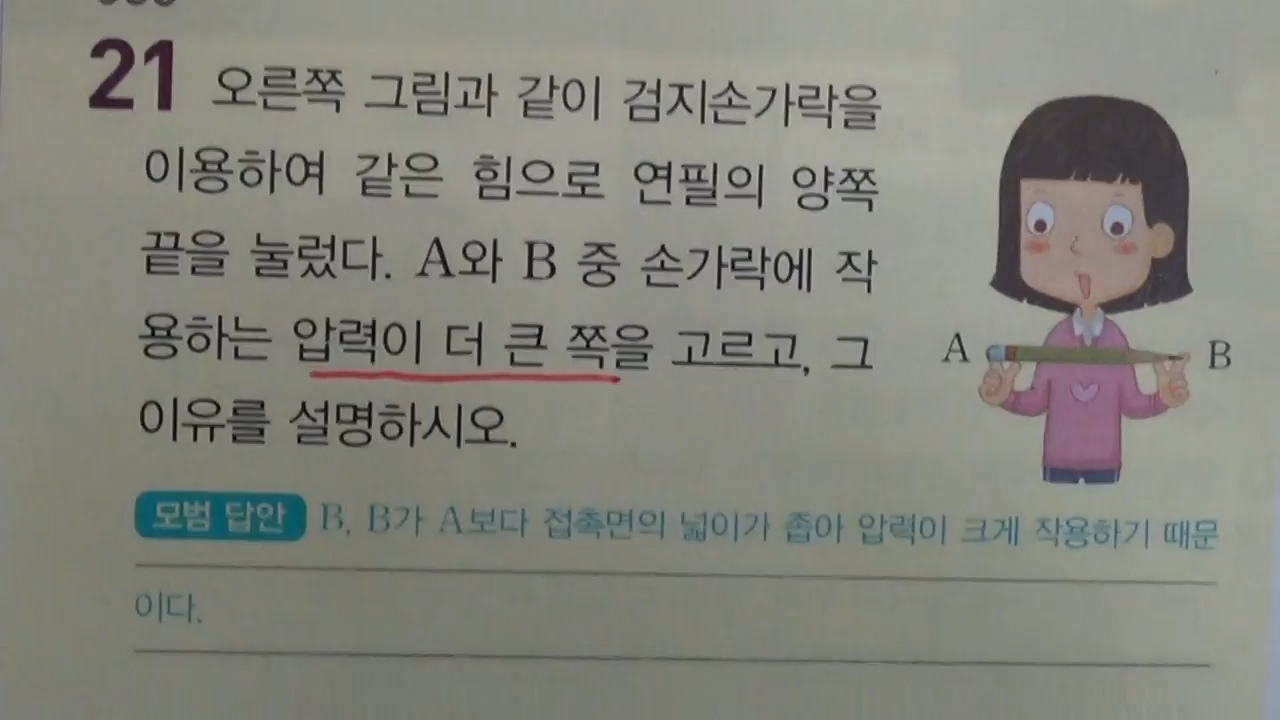 21 오른쪽 그림과 같이 검지손가락을
이용하여 같은 힘으로 연필의 양쪽
끝을 눌렀다. A와 B 중 손가락에 작
용하는 압력이 더 큰 쪽을 고르고, 그
이유를 설명하시오.
A
B
모범 답안 B, B가 A보다 접촉면의 넓이가 좁아 압력이 크게 작용하기 때문
이다.